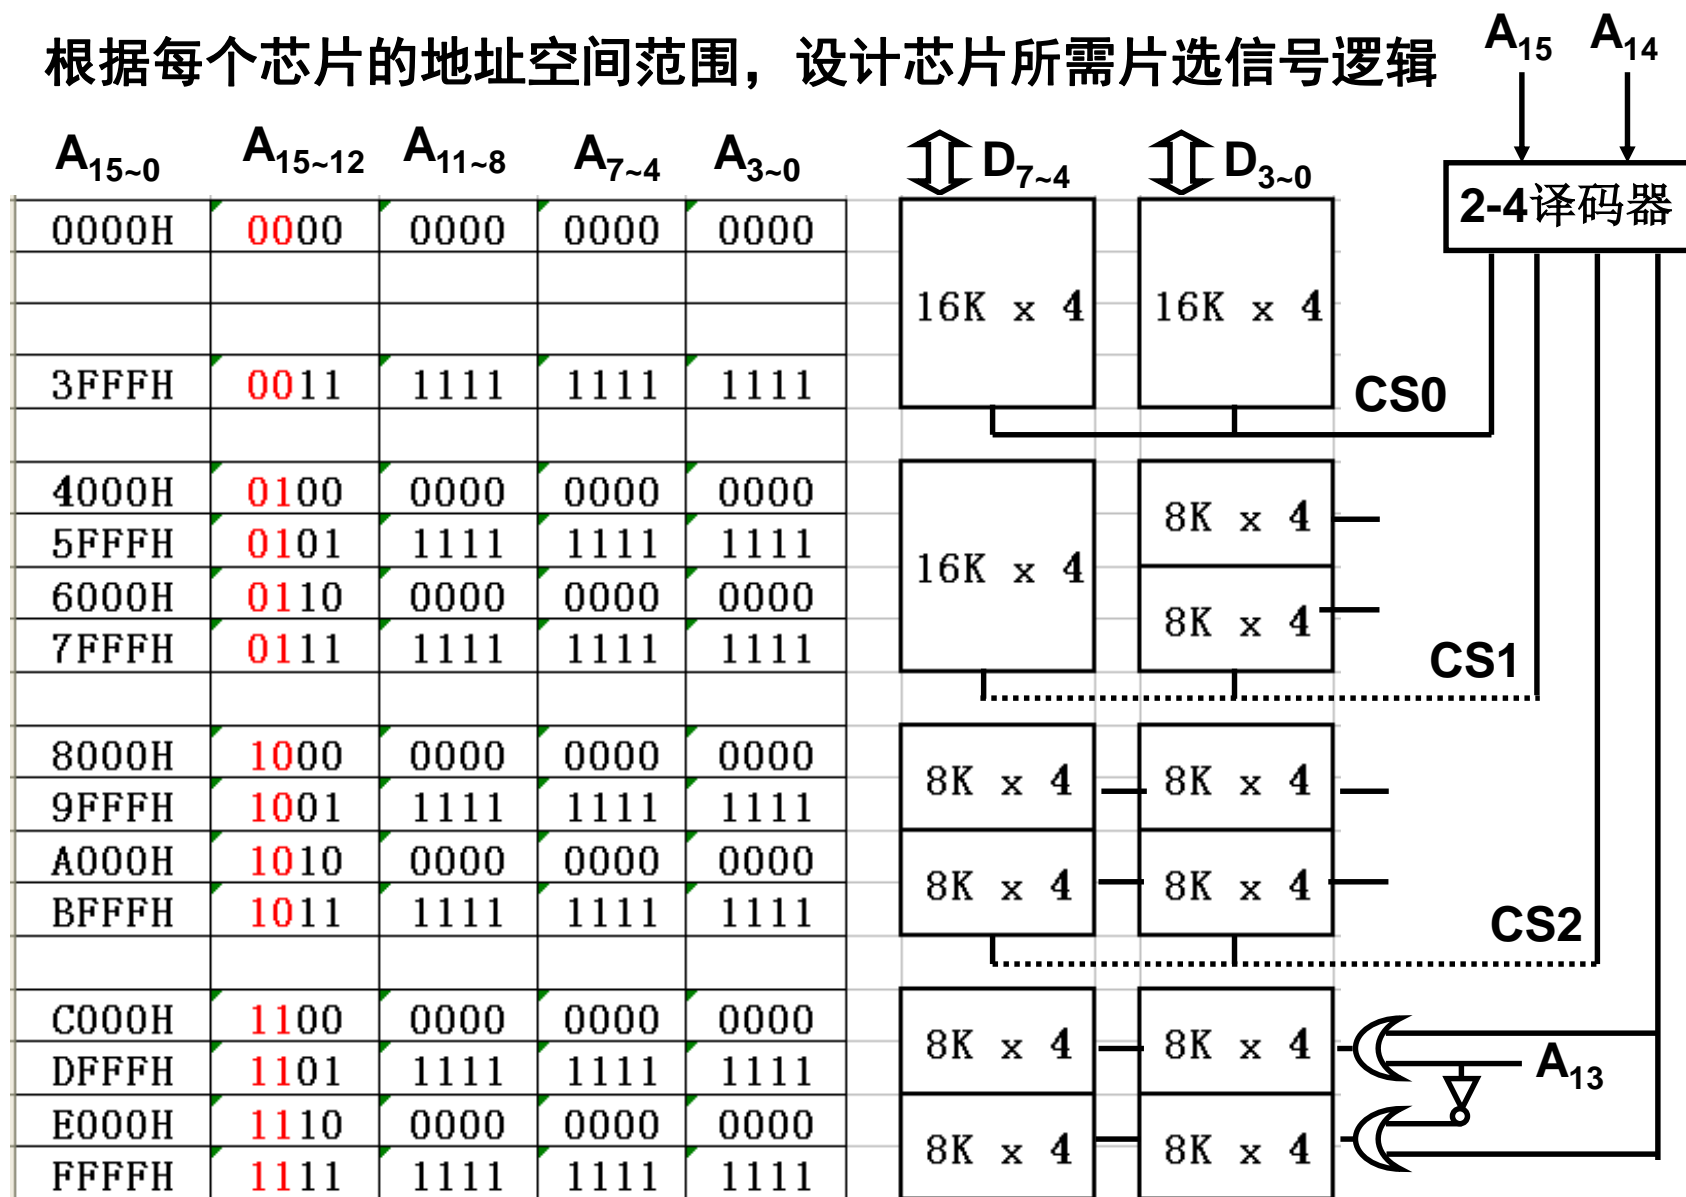 根据每个芯片的地址空间范围，设计芯片所需片选信号逻辑
A15 A14
A15~0 A15~12 A11~8 A7~4 A3~0 D7~4 D3~0
2-4译码器
0000H 0000 0000 0000 0000
16K x 4 16K x 4
3FFFH 0011 1111 1111 1111
CS0
4000H 0100 0000 0000 0000
8K x 4
5FFFH 0101 1111 1111 1111
16K x 4
6000H 0110 0000 0000 0000
8K x 4
7FFFH 0111 1111 1111 1111
CS1
8000H 1000 0000 0000 0000
8K x 4 8K x 4
9FFFH 1001 1111 1111 1111
A000H 1010 0000 0000 0000
8K x 4 8K x 4
BFFFH 1011 1111 1111 1111
CS2
C000H 1100 0000 0000 0000
8K x 4 8K x 4
DFFFH 1101 1111 1111 1111
A13
E000H 1110 0000 0000 0000
8K x 4 8K x 4
FFFFH 1111 1111 1111 1111